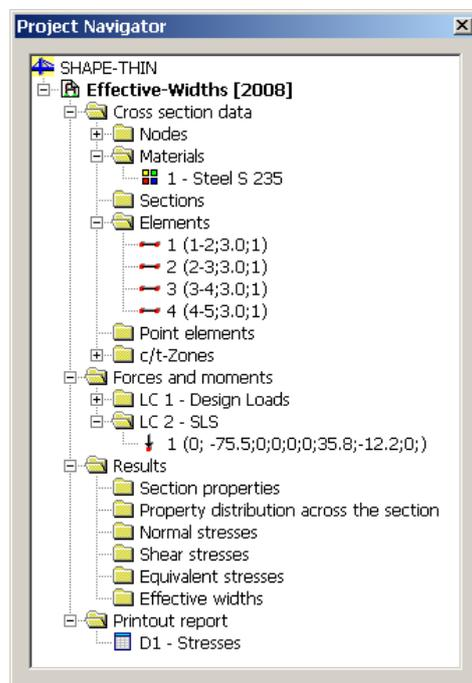 Project Navigator
SHAPE-THIN
Effective-Widths [2008]
Cross section data
Nodes
Materials
1 - Steel S 235
Sections
Elements
1 (1-2;3.0;1)
2 (2-3;3.0;1)
3 (3-4;3.0;1)
4 (4-5;3.0;1)
Point elements
c/t-Zones
Forces and moments
LC 1 - Design Loads
LC 2 - SLS
1 (0; -75.5;0;0;0;0;35.8;-12.2;0;)
Results
Section properties
Property distribution across the section
Normal stresses
Shear stresses
Equivalent stresses
Effective widths
Printout report
D1 - Stresses